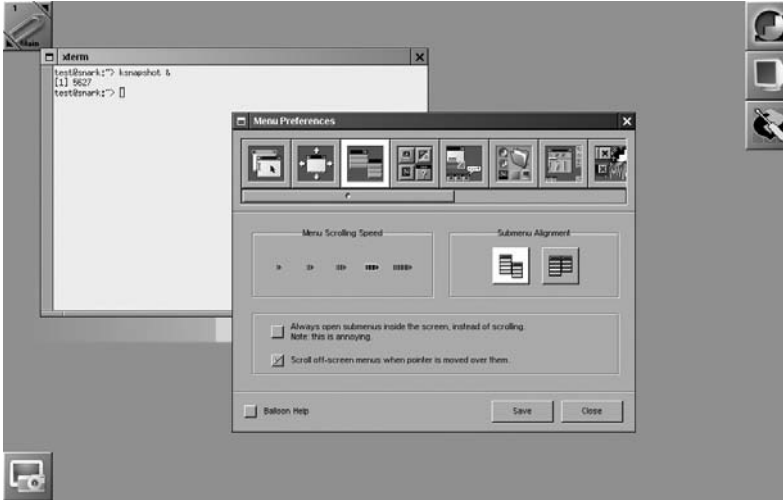 1
Main
xterm
test@snark:~> ksnapshot &
[1] 5627
test@snark:~>
Menu Preferences
Menu Scrolling Speed
Submenu Alignment
Always open submenus inside the screen, instead of scrolling.
Note: this is annoying.
Scroll off-screen menus when pointer is moved over them.
Balloon Help
Save
Close